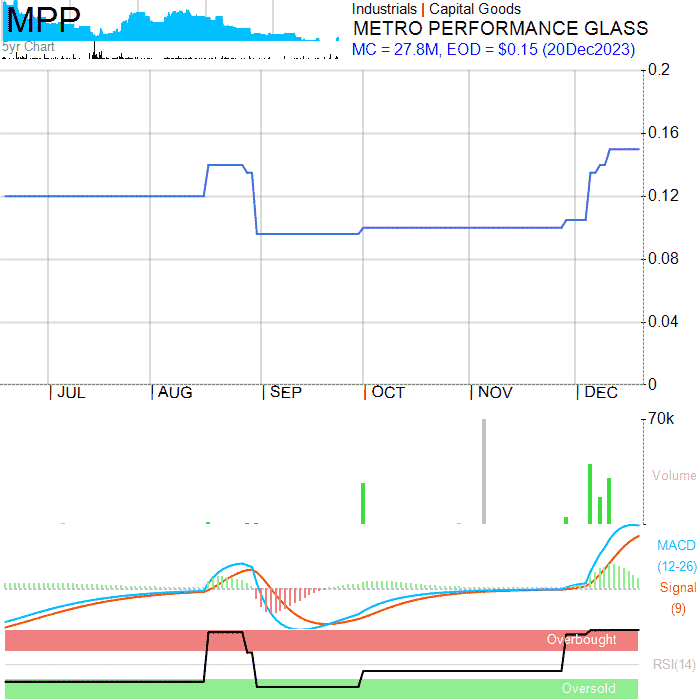 MPP
5yr Chart
Industrials | Capital Goods
METRO PERFORMANCE GLASS
MC = 27.8M, EOD = $0.15 (20Dec2023)
0.2
0.16
0.12
0.08
0.04
0
JUL AUG SEP OCT NOV DEC
70k
Volume
MACD
(12-26)
Signal
(9)
Overbought
RSI(14)
Oversold